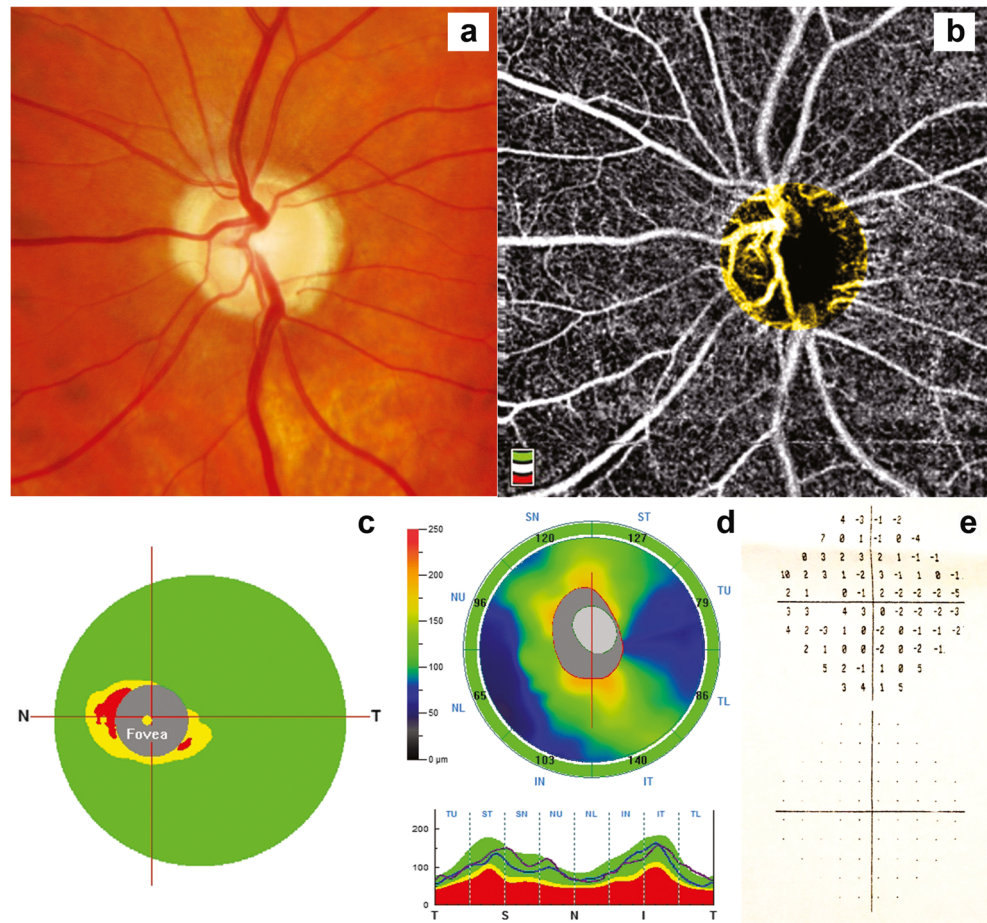 a
b
c
N
T
Fovea
250
200
150
100
50
0 µm
d
SN
ST
NU
TU
NL
TL
IN
IT
120
127
96
79
65
86
103
140
TU ST SN NU NL IN IT TL
200
100
0
T S N I T
e
4 -3 -1 -2
7 0 1 -1 0 -4
0 3 2 3 2 1 -1 -1
10 2 3 1 -2 3 -1 1 0 -1
2 1 0 -1 2 -2 -2 -2 -5
3 3 4 3 0 -2 -2 -2 -3
4 2 -3 1 0 -2 0 -1 -1 -2
2 1 0 0 -2 0 -2 -1
5 2 -1 1 0 5
3 4 1 5